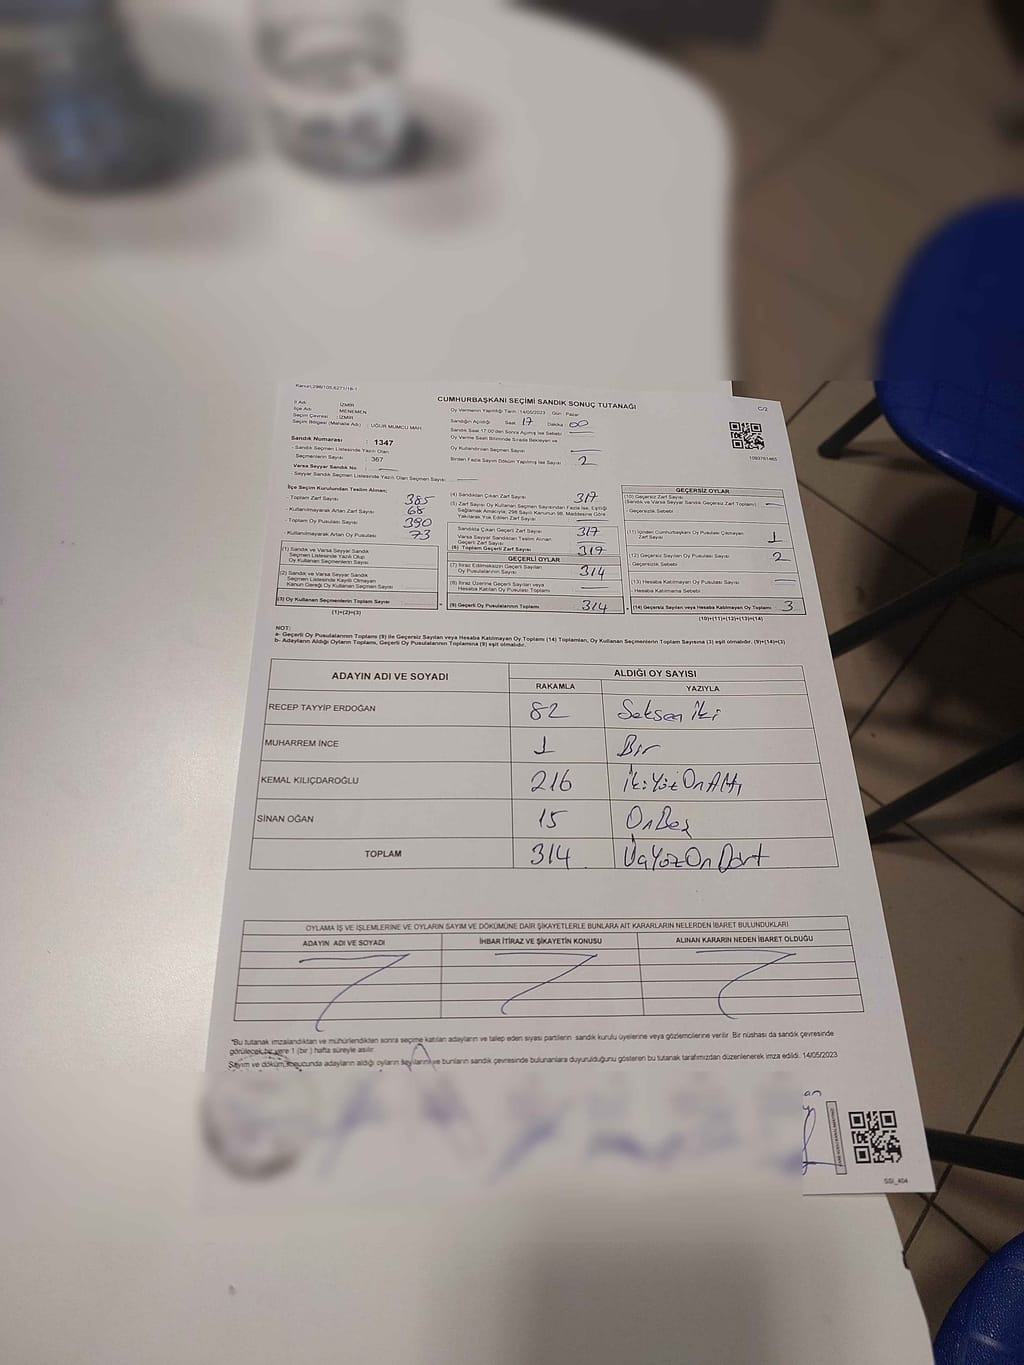 Kanun,298/105,6271/16-1
CUMHURBAŞKANI SEÇİMİ SANDIK SONUÇ TUTANAĞI
C/2
İl Adı : İZMİR
İlçe Adı : MENEMEN
Seçim Çevresi : İZMİR
Seçim Bölgesi (Mahalle Adı) : UĞUR MUMCU MAH.
Sandık Numarası : 1347
- Sandık Seçmen Listesinde Yazılı Olan
Seçmenlerin Sayısı : 367
Varsa Seyyar Sandık No :
- Seyyar Sandık Seçmen Listesinde Yazılı Olan Seçmen Sayısı :
Oy Vermenin Yapıldığı Tarih : 14/05/2023 Gün : Pazar
Sandığın Açıldığı Saat 17 Dakika 00
Sandık Saat 17:00'den Sonra Açılmış İse Sebebi
Oy Verme Saati Bitiminde Sırada Bekleyen ve
Oy Kullandırılan Seçmen Sayısı
Birden Fazla Sayım Döküm Yapılmış İse Sayısı : 2
1093761465
İlçe Seçim Kurulundan Teslim Alınan;
- Toplam Zarf Sayısı 385
- Kullanılmayarak Artan Zarf Sayısı 68
- Toplam Oy Pusulası Sayısı 390
- Kullanılmayarak Artan Oy Pusulası 73
(1) Sandık ve Varsa Seyyar Sandık
Seçmen Listesinde Yazılı Olup
Oy Kullanan Seçmenlerin Sayısı
(2) Sandık ve Varsa Seyyar Sandık
Seçmen Listesinde Kayıtlı Olmayan
Kanun Gereği Oy Kullanan Seçmen Sayısı
(3) Oy Kullanan Seçmenlerin Toplam Sayısı
(1)+(2)=(3)
(4) Sandıktan Çıkan Zarf Sayısı 317
(5) Zarf Sayısı Oy Kullanan Seçmen Sayısından Fazla İse, Eşitliği
Sağlamak Amacıyla; 298 Sayılı Kanunun 98. Maddesine Göre
Yakılarak Yok Edilen Zarf Sayısı
Sandıkta Çıkan Geçerli Zarf Sayısı 317
Varsa Seyyar Sandıktan Teslim Alınan
Geçerli Zarf Sayısı
(6) Toplam Geçerli Zarf Sayısı 317
GEÇERLİ OYLAR
(7) İtiraz Edilmeksizin Geçerli Sayılan
Oy Pusulalarının Sayısı 314
(8) İtiraz Üzerine Geçerli Sayılan veya
Hesaba Katılan Oy Pusulası Toplamı
(9) Geçerli Oy Pusulalarının Toplamı 314
GEÇERSİZ OYLAR
(10) Geçersiz Zarf Sayısı
(Sandık ve Varsa Seyyar Sandık Geçersiz Zarf Toplamı)
- Geçersizlik Sebebi
(11) İçinden Cumhurbaşkanı Oy Pusulası Çıkmayan
Zarf Sayısı 1
(12) Geçersiz Sayılan Oy Pusulası Sayısı 2
Geçersizlik Sebebi
(13) Hesaba Katılmayan Oy Pusulası Sayısı
- Hesaba Katılmama Sebebi
(14) Geçersiz Sayılan veya Hesaba Katılmayan Oy Toplamı 3
(10)+(11)+(12)+(13)=(14)
NOT:
a- Geçerli Oy Pusulalarının Toplamı (9) ile Geçersiz Sayılan veya Hesaba Katılmayan Oy Toplamı (14) Toplamları, Oy Kullanan Seçmenlerin Toplam Sayısına (3) eşit olmalıdır. (9)+(14)=(3)
b- Adayların Aldığı Oyların Toplamı, Geçerli Oy Pusulalarının Toplamına (9) eşit olmalıdır.
ADAYIN ADI VE SOYADI
ALDIĞI OY SAYISI
RAKAMLA YAZIYLA
RECEP TAYYİP ERDOĞAN 82 Seksen İki
MUHARREM İNCE 1 Bir
KEMAL KILIÇDAROĞLU 216 İkiYüzOnAltı
SİNAN OĞAN 15 OnBeş
TOPLAM 314 ÜçYüzOnDört
OYLAMA İŞ VE İŞLEMLERİNE VE OYLARIN SAYIM VE DÖKÜMÜNE DAİR ŞİKAYETLERLE BUNLARA AİT KARARLARIN NELERDEN İBARET BULUNDUKLARI
ADAYIN ADI VE SOYADI İHBAR İTİRAZ VE ŞİKAYETİN KONUSU ALINAN KARARIN NEDEN İBARET OLDUĞU
"Bu tutanak imzalandıktan ve mühürlendikten sonra seçime katılan adayların ve talep eden siyasi partilerin sandık kurulu üyelerine veya gözlemcilerine verilir. Bir nüshası da sandık çevresinde
görülecek bir yere 1 (bir) hafta süreyle asılır.
Sayım ve döküm sonucunda adayların aldığı oyların sayılarını ve bunların sandık çevresinde bulunanlara duyurulduğunu gösteren bu tutanak tarafımızdan düzenlenerek imza edildi. 14/05/2023
SSİ_404